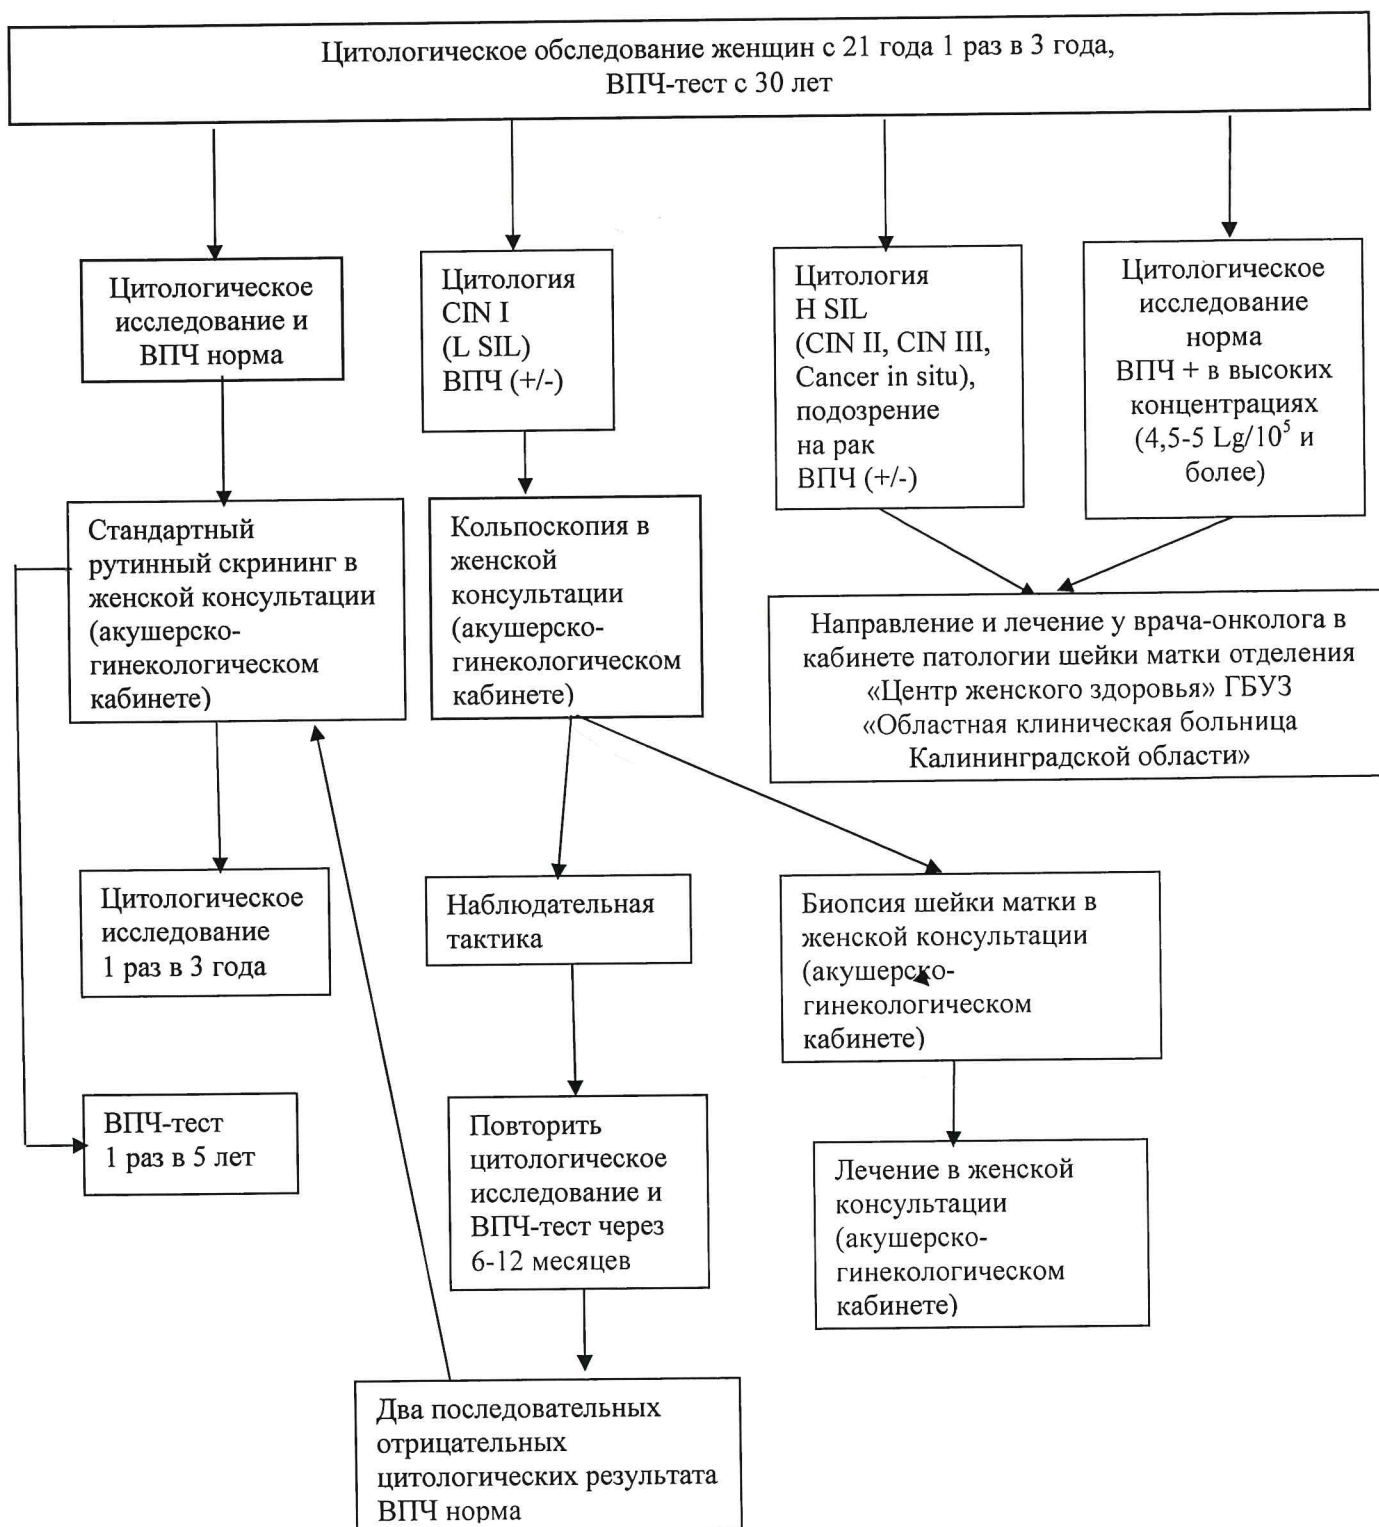 Цитологическое обследование женщин с 21 года 1 раз в 3 года,
ВПЧ-тест с 30 лет
Цитологическое
исследование и
ВПЧ норма
Цитология
CIN I
(L SIL)
ВПЧ (+/-)
Цитология
H SIL
(CIN II, CIN III,
Cancer in situ),
подозрение
на рак
ВПЧ (+/-)
Цитологическое
исследование
норма
ВПЧ + в высоких
концентрациях
(4,5-5 Lg/10⁵ и
более)
Стандартный
рутинный скрининг в
женской консультации
(акушерско-
гинекологическом
кабинете)
Кольпоскопия в
женской
консультации
(акушерско-
гинекологическом
кабинете)
Направление и лечение у врача-онколога в
кабинете патологии шейки матки отделения
«Центр женского здоровья» ГБУЗ
«Областная клиническая больница
Калининградской области»
Цитологическое
исследование
1 раз в 3 года
Наблюдательная
тактика
Биопсия шейки матки в
женской консультации
(акушерско-
гинекологическом
кабинете)
ВПЧ-тест
1 раз в 5 лет
Повторить
цитологическое
исследование и
ВПЧ-тест через
6-12 месяцев
Лечение в женской
консультации
(акушерско-
гинекологическом
кабинете)
Два последовательных
отрицательных
цитологических результата
ВПЧ норма